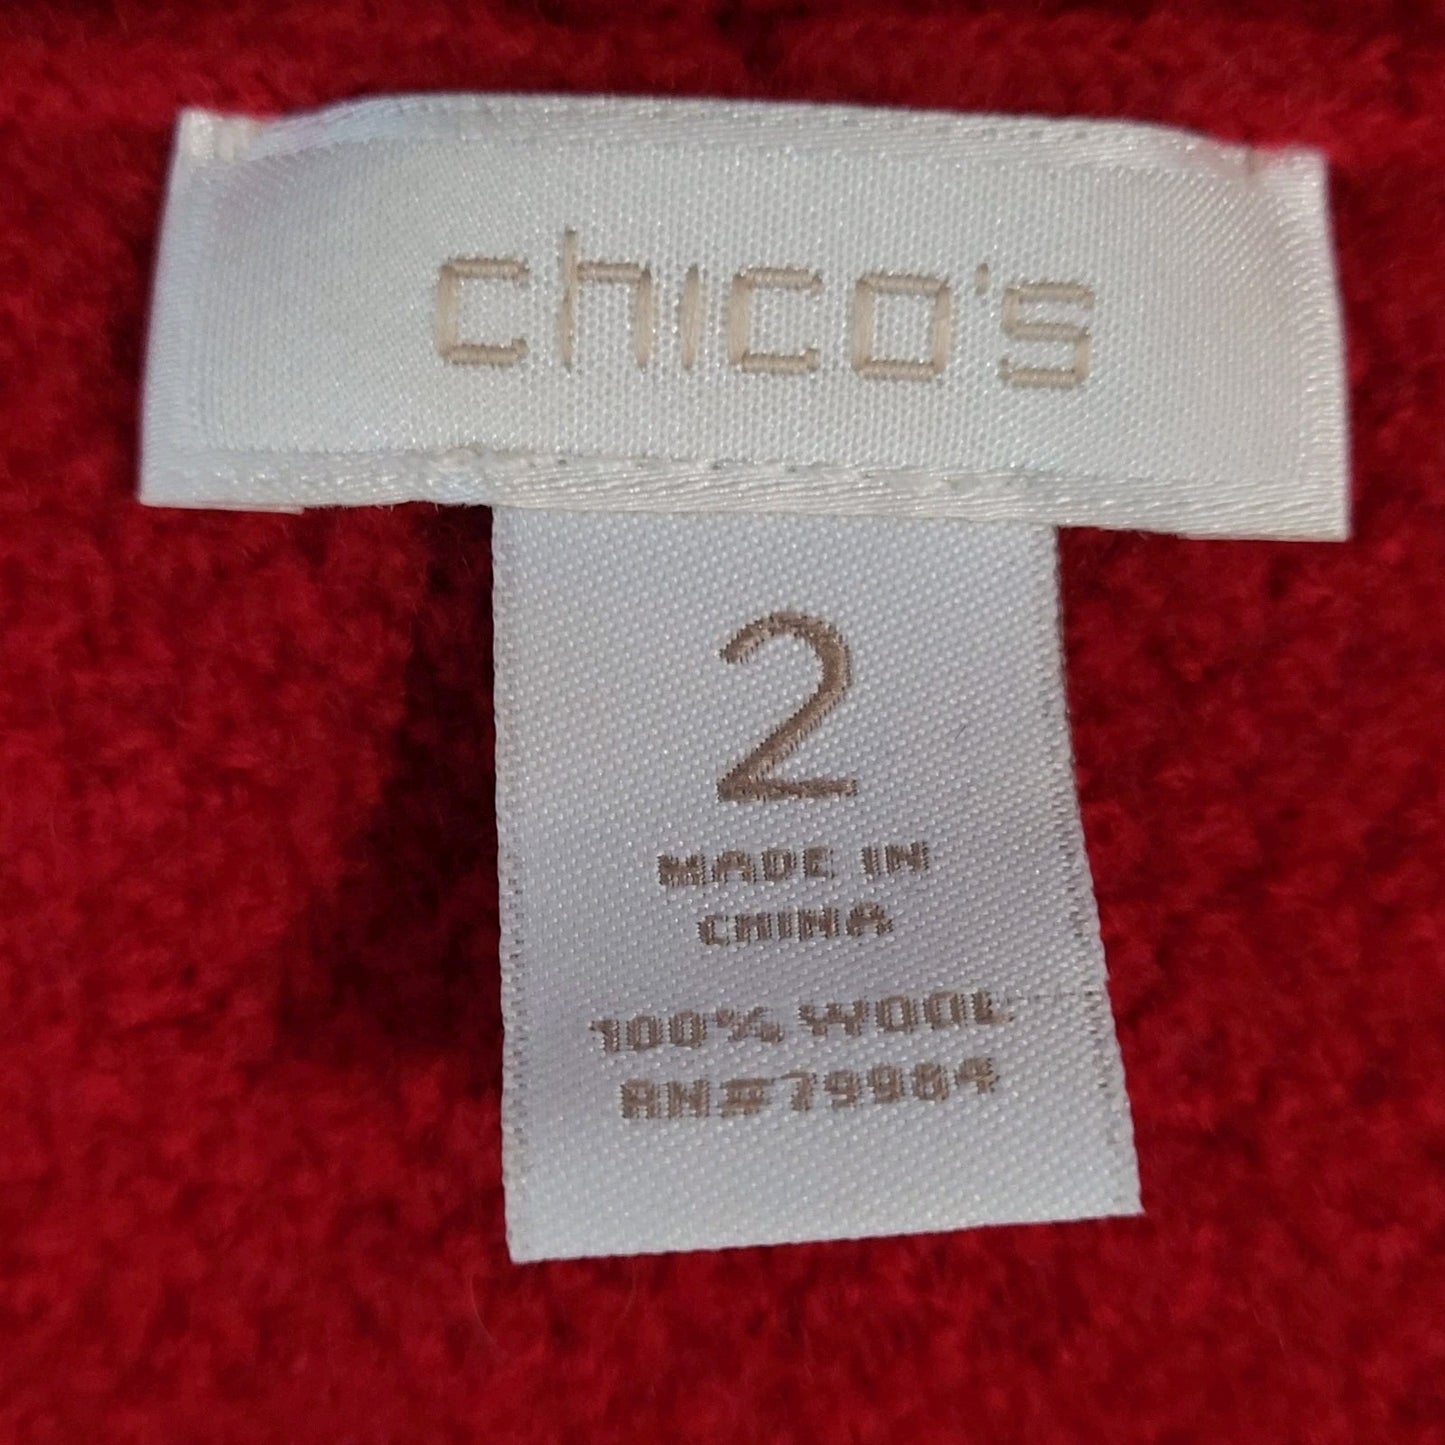 chico's
2
MADE IN
CHINA
100% WOOL
RN#79984